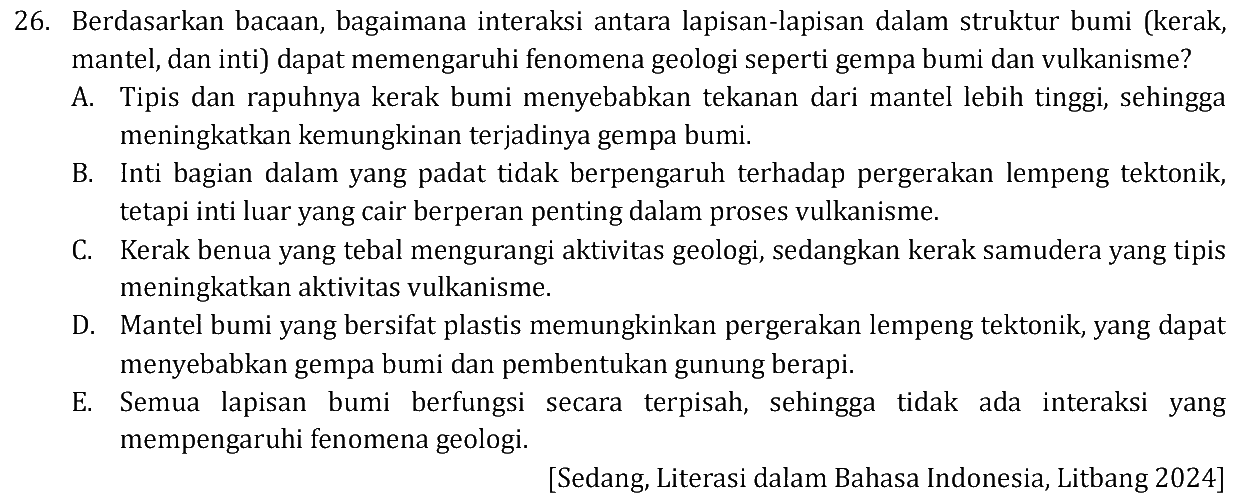 26. Berdasarkan bacaan, bagaimana interaksi antara lapisan-lapisan dalam struktur bumi (kerak,
mantel, dan inti) dapat memengaruhi fenomena geologi seperti gempa bumi dan vulkanisme?
A. Tipis dan rapuhnya kerak bumi menyebabkan tekanan dari mantel lebih tinggi, sehingga
meningkatkan kemungkinan terjadinya gempa bumi.
B. Inti bagian dalam yang padat tidak berpengaruh terhadap pergerakan lempeng tektonik,
tetapi inti luar yang cair berperan penting dalam proses vulkanisme.
C. Kerak benua yang tebal mengurangi aktivitas geologi, sedangkan kerak samudera yang tipis
meningkatkan aktivitas vulkanisme.
D. Mantel bumi yang bersifat plastis memungkinkan pergerakan lempeng tektonik, yang dapat
menyebabkan gempa bumi dan pembentukan gunung berapi.
E. Semua lapisan bumi berfungsi secara terpisah, sehingga tidak ada interaksi yang
mempengaruhi fenomena geologi.
[Sedang, Literasi dalam Bahasa Indonesia, Litbang 2024]